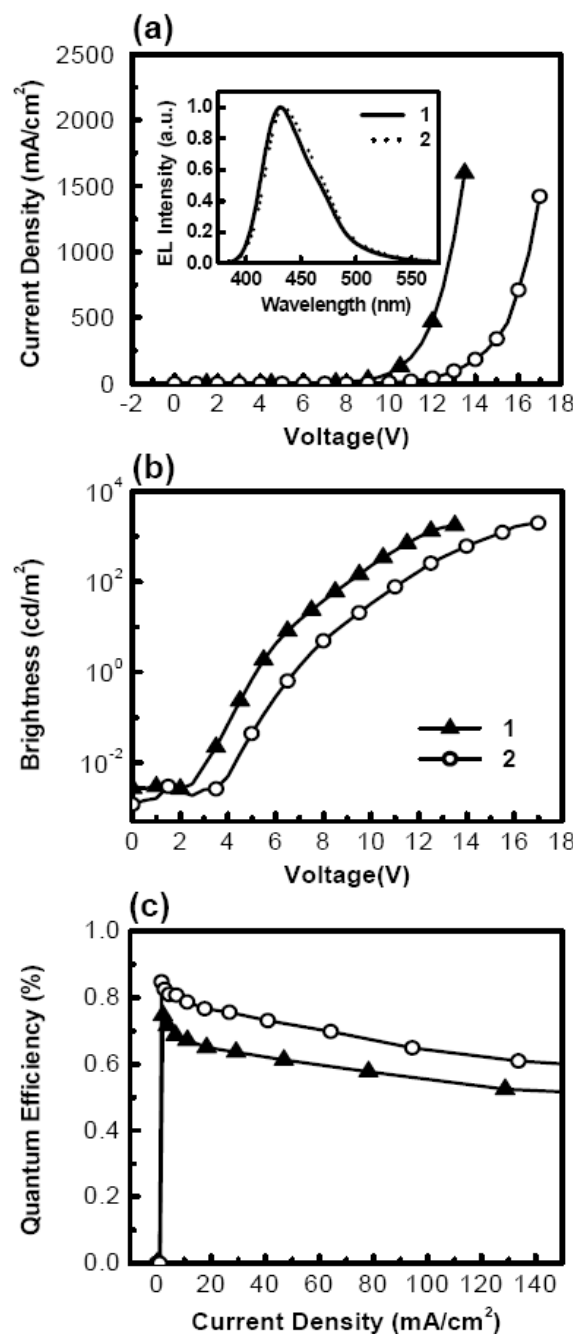 (a)
Current Density (mA/cm²)
2500
2000
1500
1000
500
0
EL Intensity (a.u.)
1.0
0.8
0.6
0.4
0.2
0.0
1
2
400 450 500 550
Wavelength (nm)
-2 0 2 4 6 8 10 12 14 16 18
Voltage(V)
(b)
Brightness (cd/m²)
10⁴
10²
10⁰
10⁻²
1
2
0 2 4 6 8 10 12 14 16 18
Voltage(V)
(c)
Quantum Efficiency (%)
1.0
0.8
0.6
0.4
0.2
0.0
0 20 40 60 80 100 120 140
Current Density (mA/cm²)